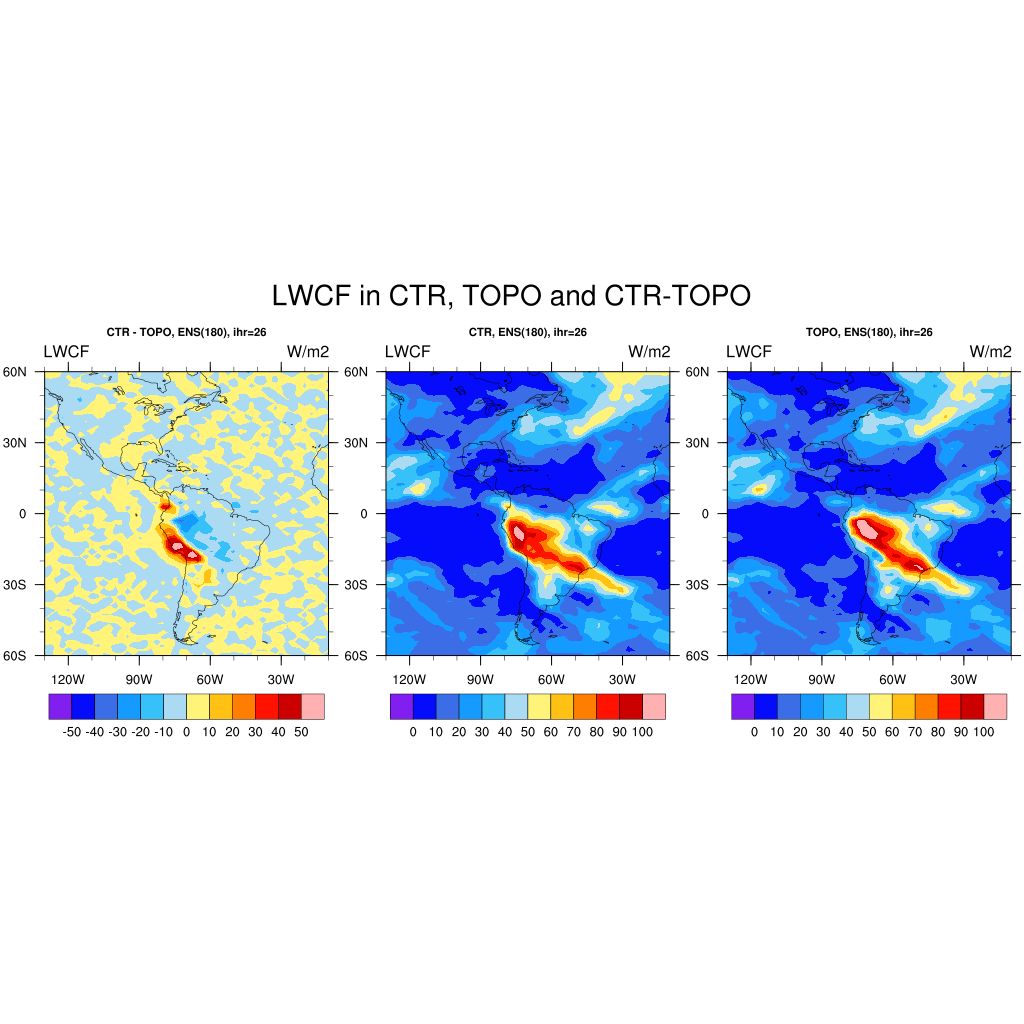 LWCF in CTR, TOPO and CTR-TOPO
CTR - TOPO, ENS(180), ihr=26
LWCF W/m2
60N
30N
0
30S
60S
120W 90W 60W 30W
-50 -40 -30 -20 -10 0 10 20 30 40 50
CTR, ENS(180), ihr=26
LWCF W/m2
60N
30N
0
30S
60S
120W 90W 60W 30W
0 10 20 30 40 50 60 70 80 90 100
TOPO, ENS(180), ihr=26
LWCF W/m2
60N
30N
0
30S
60S
120W 90W 60W 30W
0 10 20 30 40 50 60 70 80 90 100